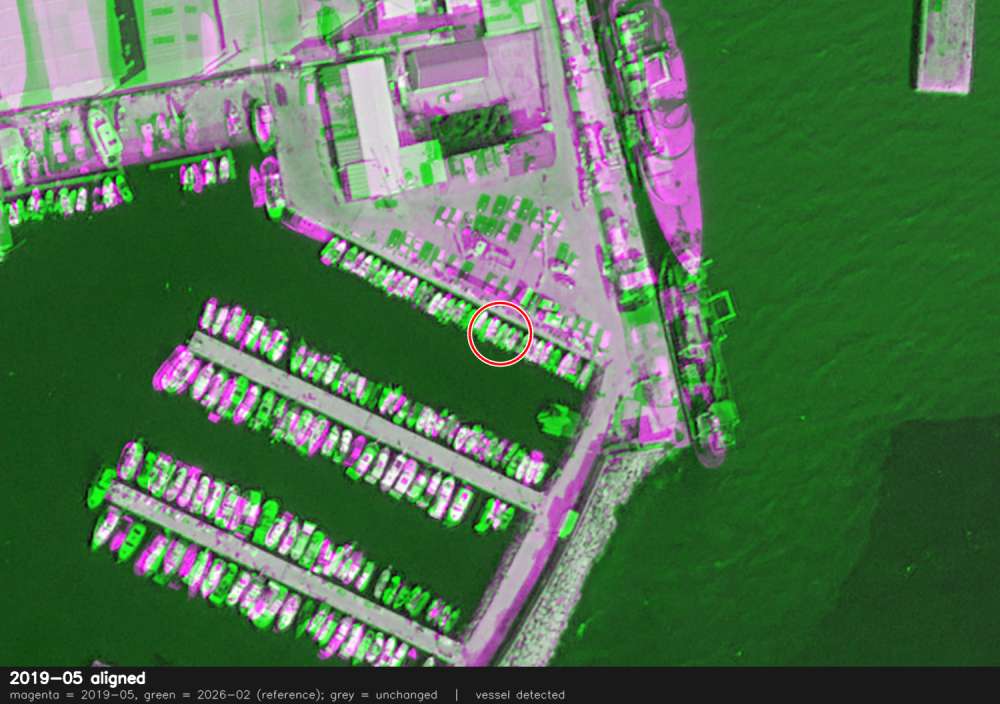 2019-05 aligned
magenta = 2019-05, green = 2026-02 (reference); grey = unchanged | vessel detected